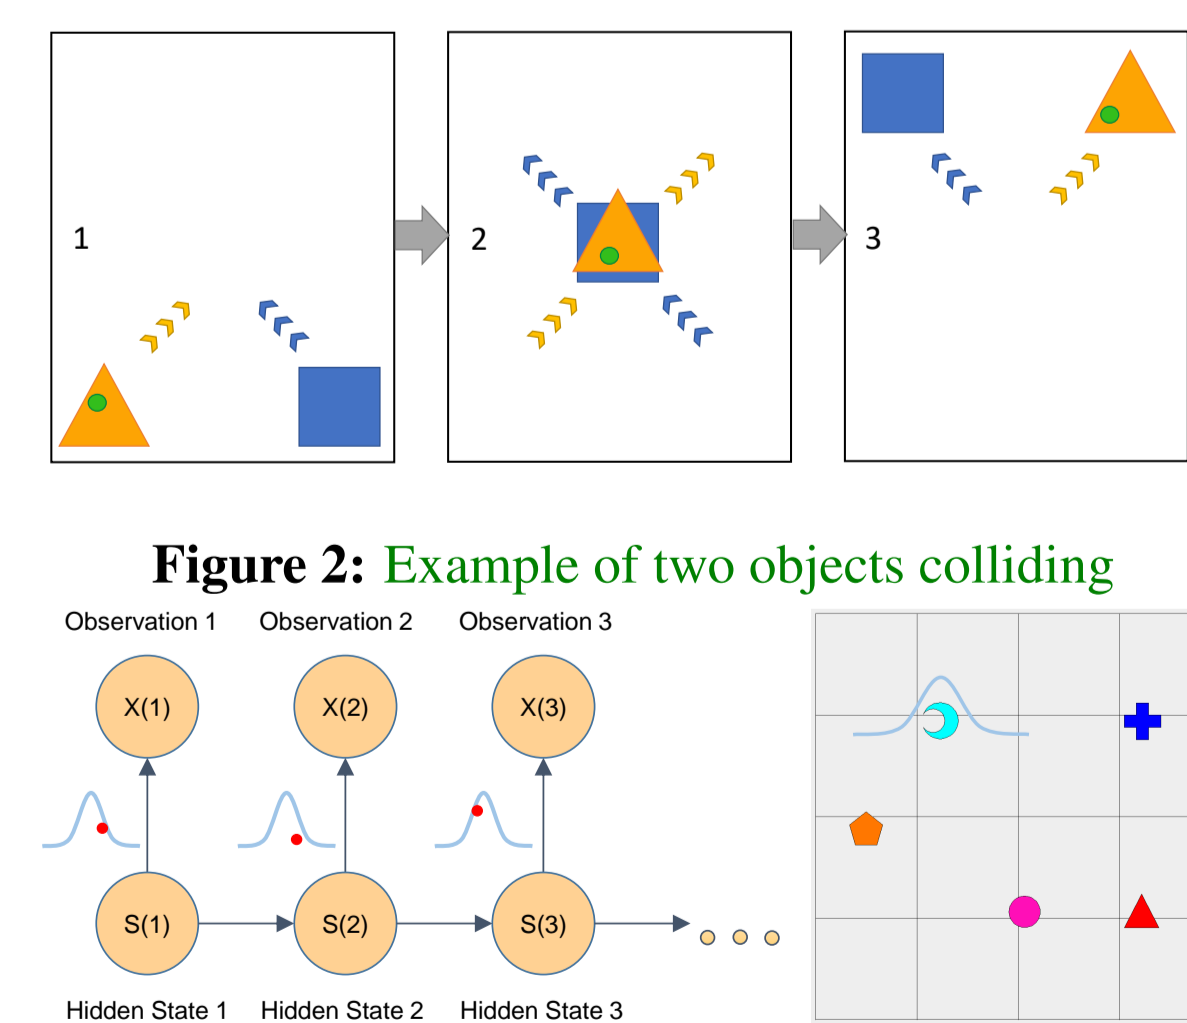 1
2
3
Figure 2: Example of two objects colliding
Observation 1 Observation 2 Observation 3
X(1) X(2) X(3)
S(1) S(2) S(3)
Hidden State 1 Hidden State 2 Hidden State 3